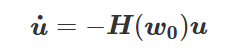 u̇ = −H(w₀)u